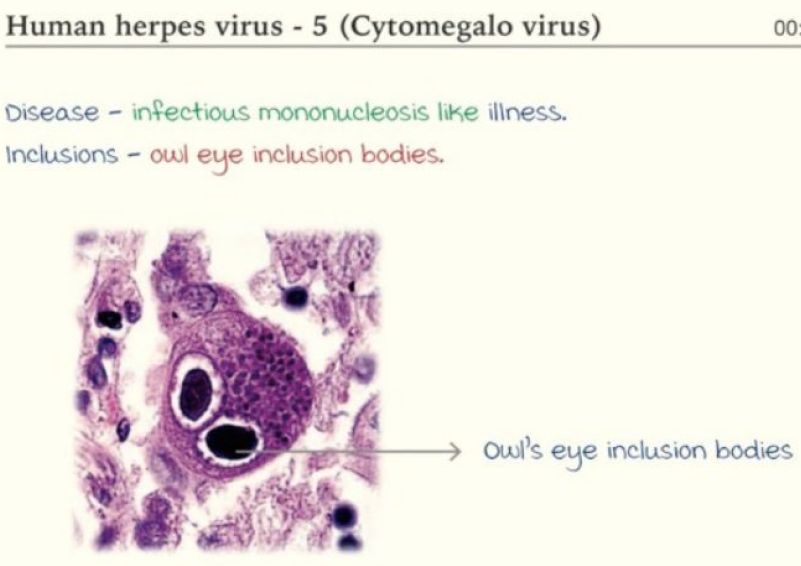 Human herpes virus - 5 (Cytomegalo virus)
00:
Disease - infectious mononucleosis like illness.
Inclusions - owl eye inclusion bodies.
Owl's eye inclusion bodies